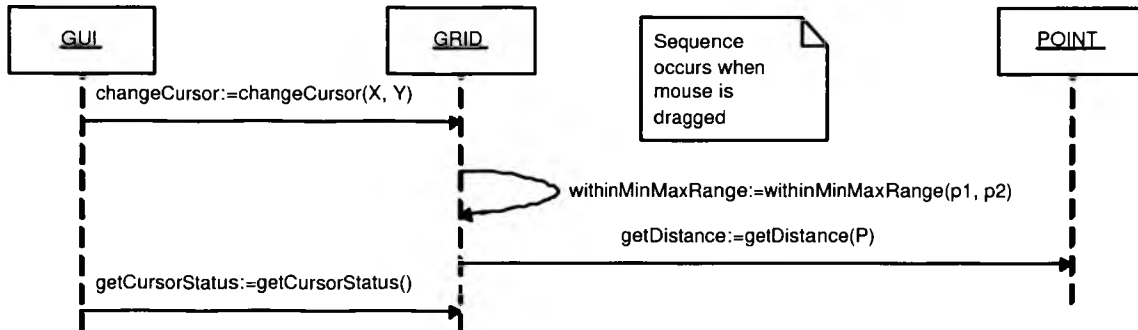 GUI
GRID
POINT
Sequence
occurs when
mouse is
dragged
changeCursor:=changeCursor(X, Y)
withinMinMaxRange:=withinMinMaxRange(p1, p2)
getDistance:=getDistance(P)
getCursorStatus:=getCursorStatus()